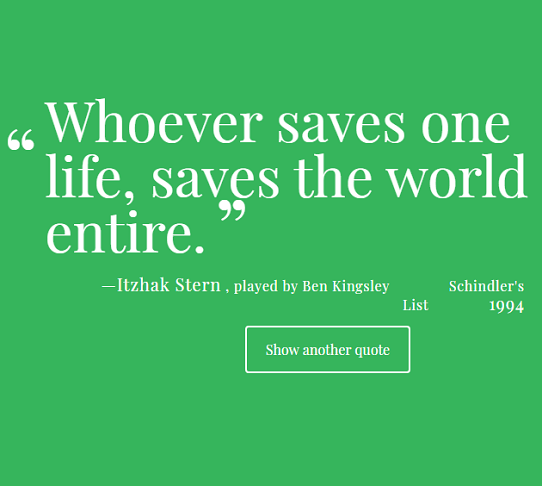 “Whoever saves one
life, saves the world
entire.”
—Itzhak Stern , played by Ben Kingsley Schindler's
List 1994
Show another quote